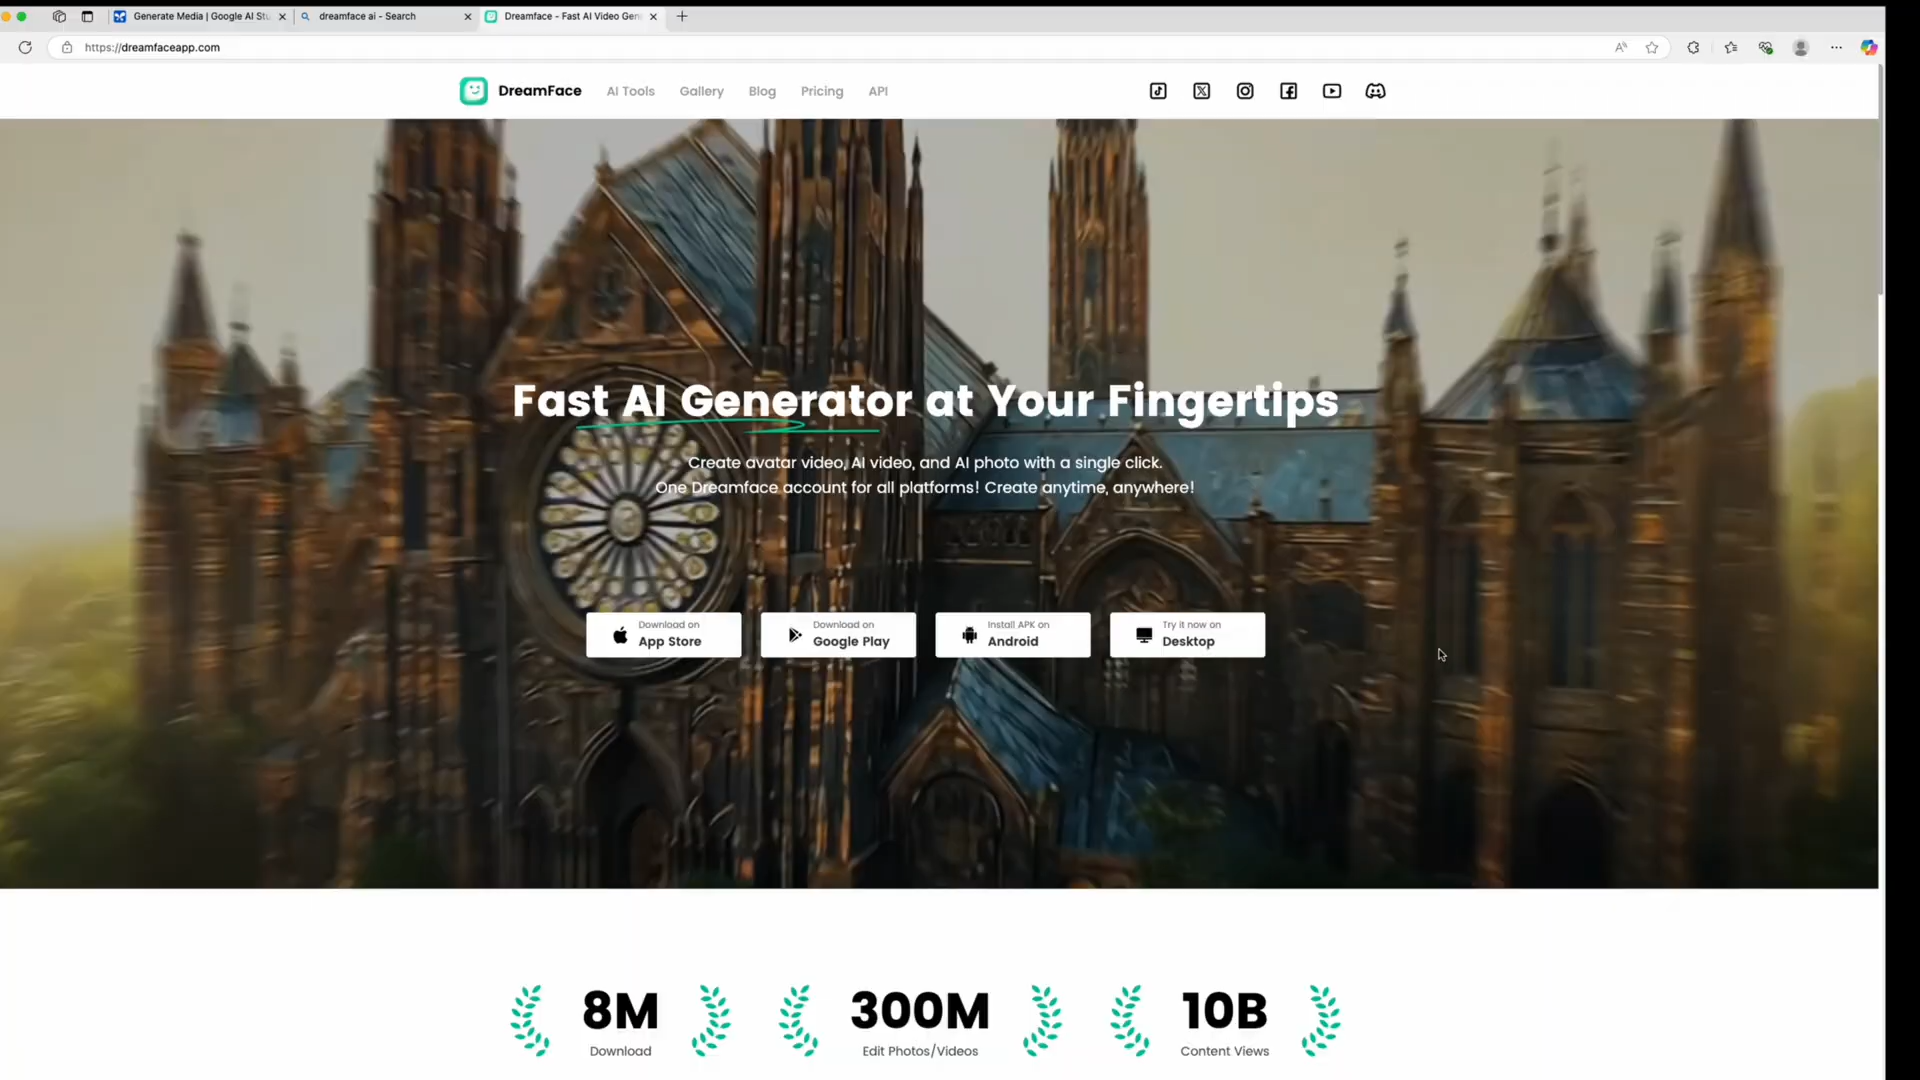 Generate Media | Google AI Stu
dreamface ai - Search
Dreamface - Fast AI Video Gen
https://dreamfaceapp.com
DreamFace
AI Tools
Gallery
Blog
Pricing
API
Fast AI Generator at Your Fingertips
Create avatar video, AI video, and AI photo with a single click.
One Dreamface account for all platforms! Create anytime, anywhere!
Download on
App Store
Download on
Google Play
Install APK on
Android
Try it now on
Desktop
8M
Download
300M
Edit Photos/Videos
10B
Content Views